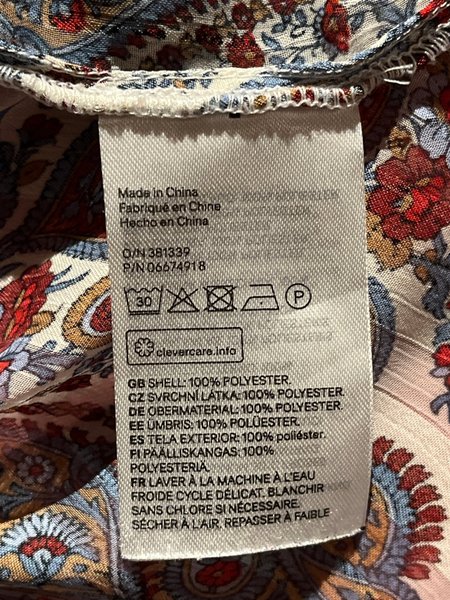 Made in China
Fabriqué en Chine
Hecho en China
O/N 381339
P/N 06674918
30
P
clevercare.info
GB SHELL: 100% POLYESTER.
CZ SVRCHNÍ LÁTKA: 100% POLYESTER.
DE OBERMATERIAL: 100% POLYESTER.
EE ÜMBRIS: 100% POLÜESTER.
ES TELA EXTERIOR: 100% poliéster.
FI PÄÄLLISKANGAS: 100%
POLYESTERIÄ.
FR LAVER À LA MACHINE À L'EAU
FROIDE CYCLE DÉLICAT. BLANCHIR
SANS CHLORE SI NÉCESSAIRE.
SÉCHER À L'AIR. REPASSER À FAIBLE